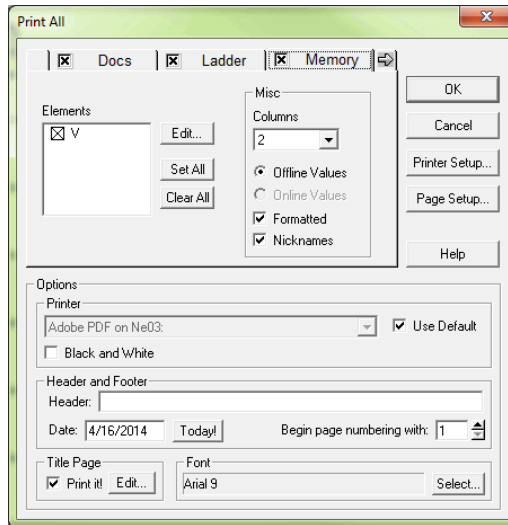 Print All
Docs
Ladder
Memory
Elements
V
Edit...
Set All
Clear All
Misc
Columns
2
Offline Values
Online Values
Formatted
Nicknames
OK
Cancel
Printer Setup...
Page Setup...
Help
Options
Printer
Adobe PDF on Ne03:
Use Default
Black and White
Header and Footer
Header:
Date: 4/16/2014 Today! Begin page numbering with: 1
Title Page
Print it! Edit...
Font
Arial 9 Select...